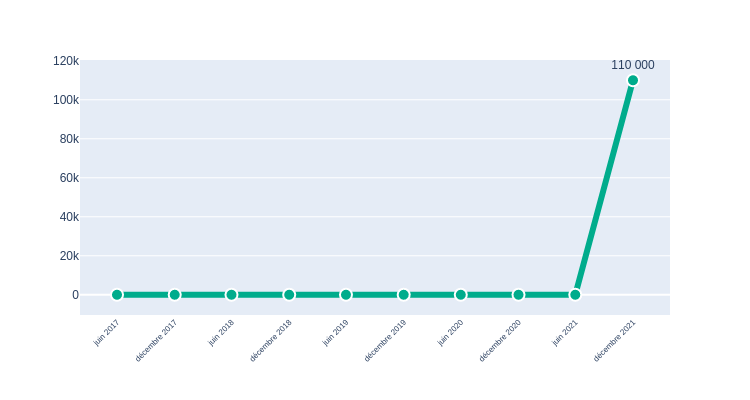 120k
110 000
100k
80k
60k
40k
20k
0
juin 2017
décembre 2017
juin 2018
décembre 2018
juin 2019
décembre 2019
juin 2020
décembre 2020
juin 2021
décembre 2021